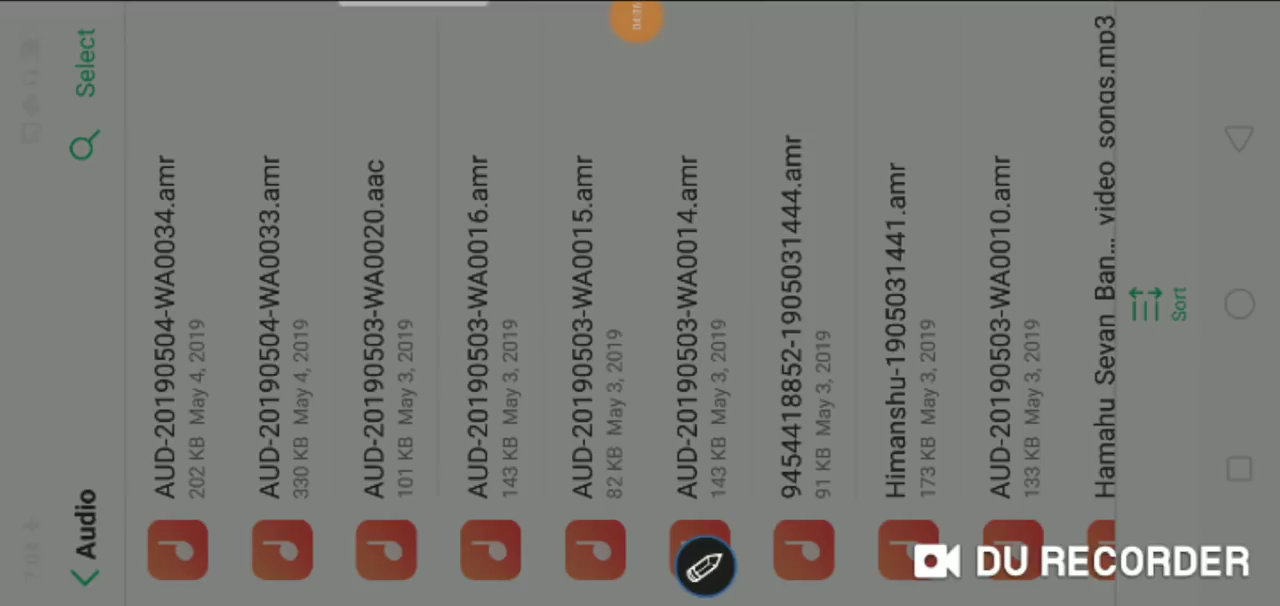 Audio
Select
AUD-20190504-WA0034.amr
202 KB May 4, 2019
AUD-20190504-WA0033.amr
330 KB May 4, 2019
AUD-20190503-WA0020.aac
101 KB May 3, 2019
AUD-20190503-WA0016.amr
143 KB May 3, 2019
AUD-20190503-WA0015.amr
82 KB May 3, 2019
AUD-20190503-WA0014.amr
143 KB May 3, 2019
9454418852-1905031444.amr
91 KB May 3, 2019
Himanshu-1905031441.amr
173 KB May 3, 2019
AUD-20190503-WA0010.amr
133 KB May 3, 2019
Hamahu Sevan Ban... video songs.mp3
Sort
DU RECORDER